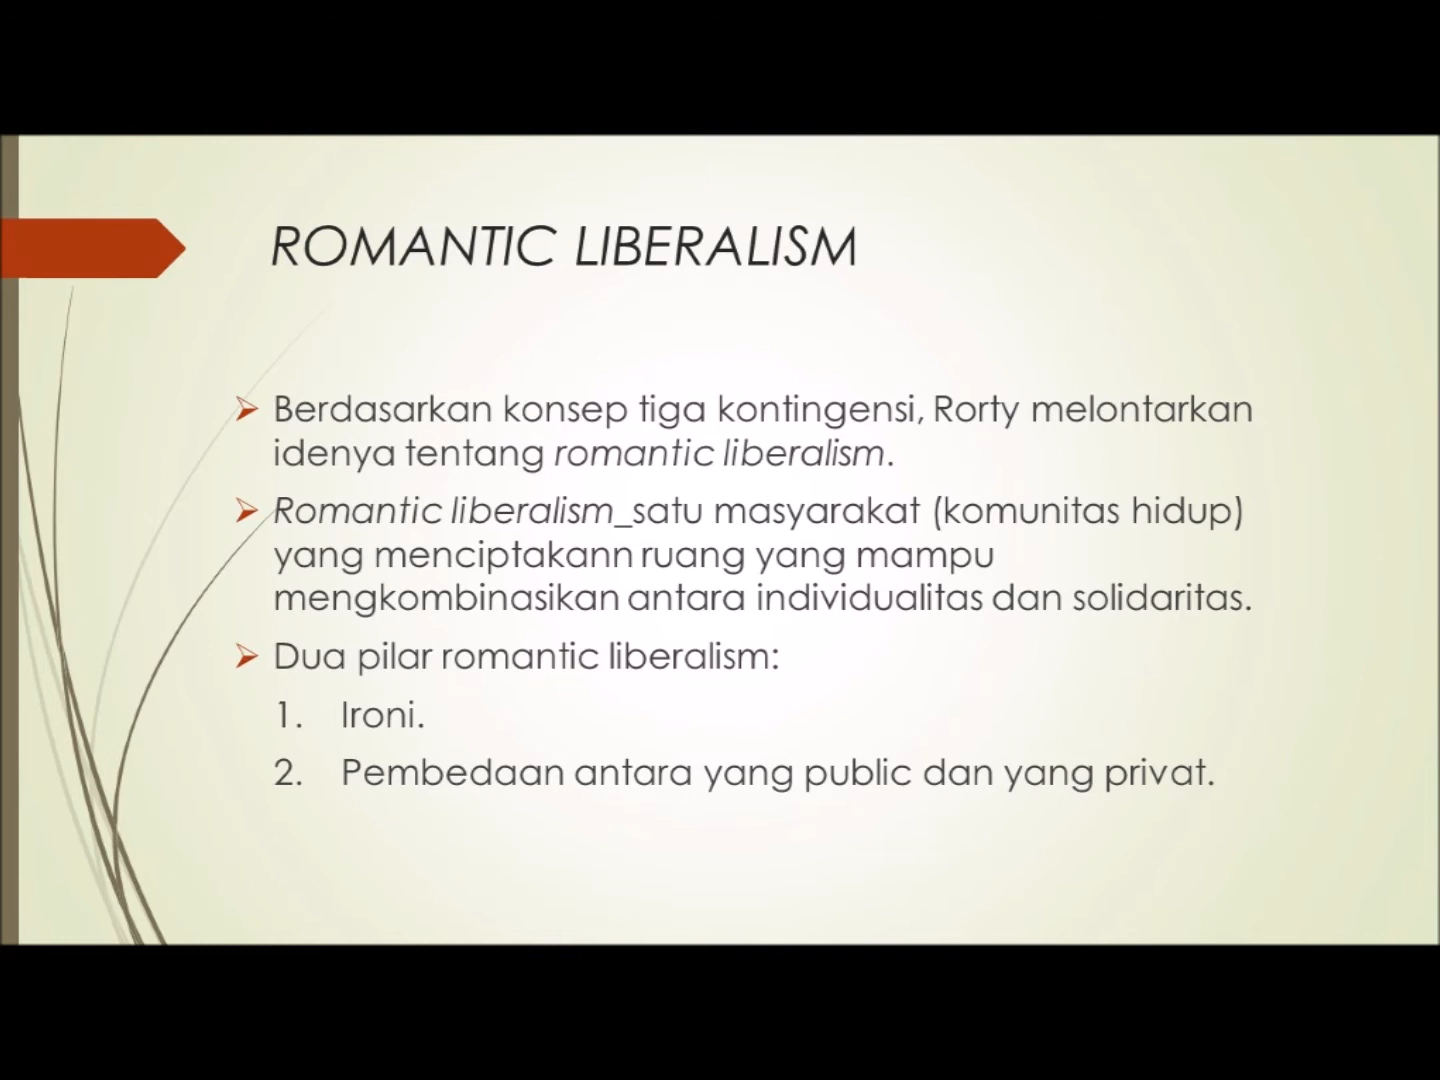 ROMANTIC LIBERALISM
Berdasarkan konsep tiga kontingensi, Rorty melontarkan
idenya tentang romantic liberalism.
Romantic liberalism_satu masyarakat (komunitas hidup)
yang menciptakann ruang yang mampu
mengkombinasikan antara individualitas dan solidaritas.
Dua pilar romantic liberalism:
1. Ironi.
2. Pembedaan antara yang public dan yang privat.